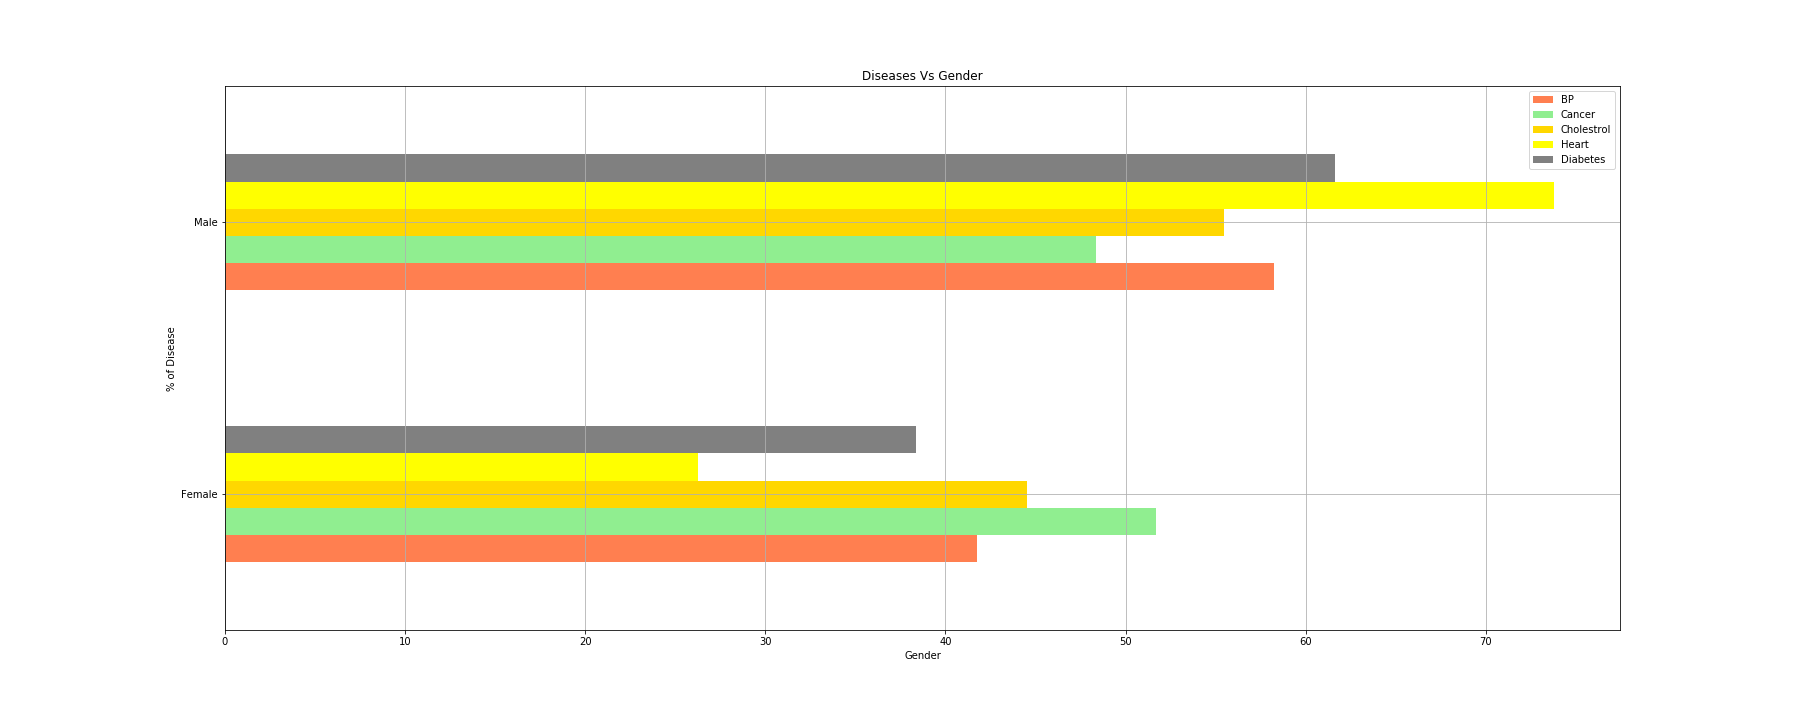 Diseases Vs Gender
BP
Cancer
Cholestrol
Heart
Diabetes
Male
% of Disease
Female
0 10 20 30 40 50 60 70
Gender